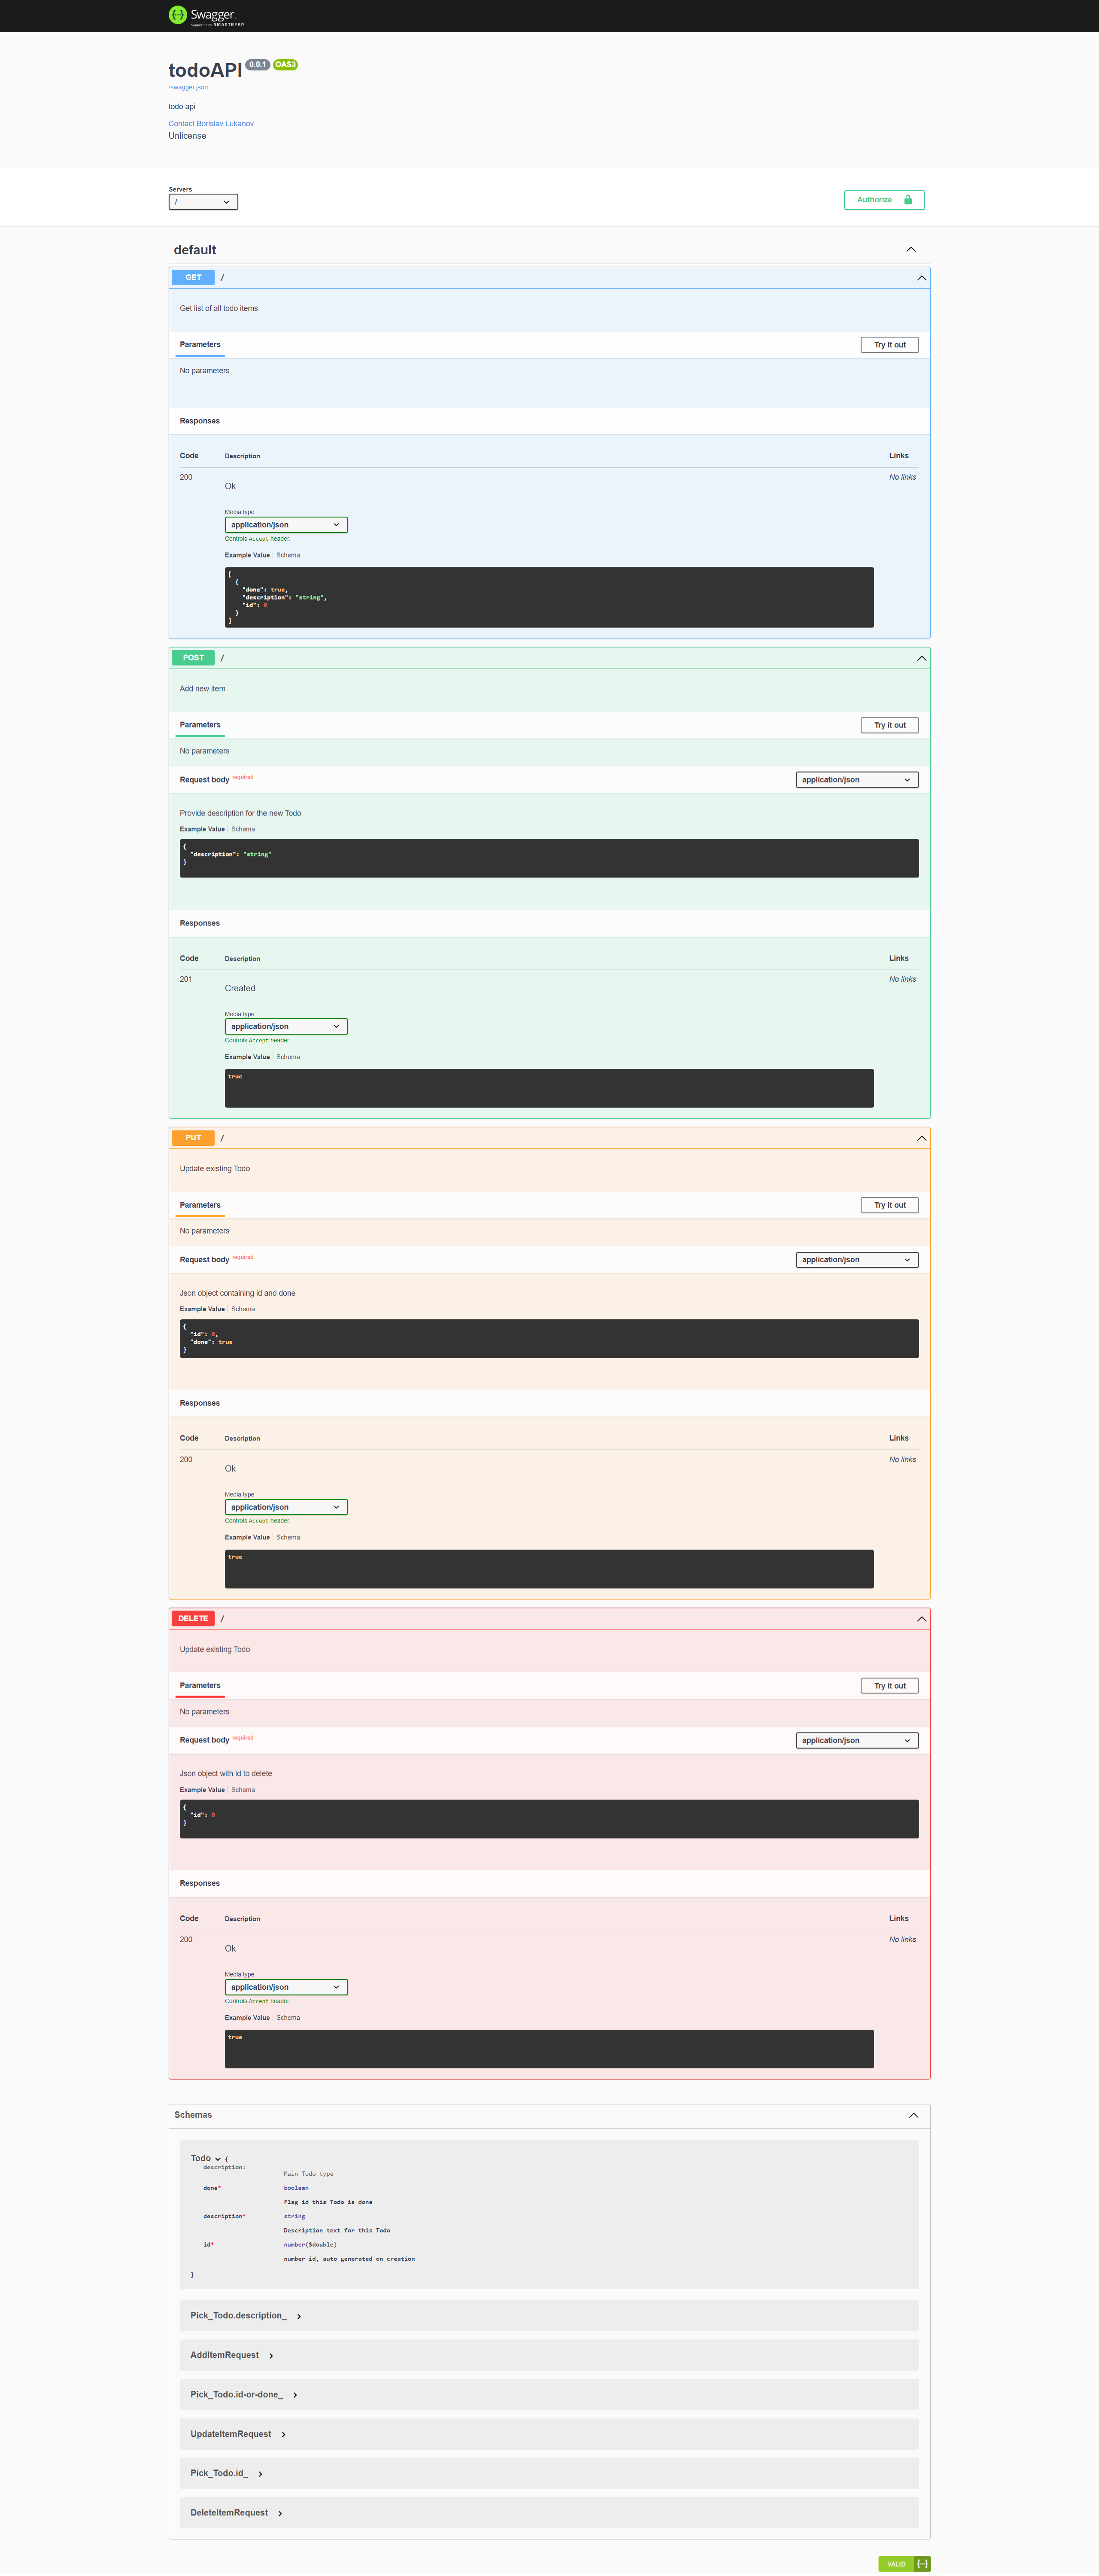 Swagger.
Supported by SMARTBEAR
todoAPI 0.0.1 OAS3
/swagger.json
todo api
Contact Borislav Lukanov
Unlicense
Servers
/
Authorize
default
GET /
Get list of all todo items
Parameters
Try it out
No parameters
Responses
Code Description Links
200 Ok No links
Media type
application/json
Controls Accept header.
Example Value Schema
[
{
"done": true,
"description": "string",
"id": 0
}
]
POST /
Add new item
Parameters
Try it out
No parameters
Request body required
application/json
Provide description for the new Todo
Example Value Schema
{
"description": "string"
}
Responses
Code Description Links
201 Created No links
Media type
application/json
Controls Accept header.
Example Value Schema
true
PUT /
Update existing Todo
Parameters
Try it out
No parameters
Request body required
application/json
Json object containing id and done
Example Value Schema
{
"id": 0,
"done": true
}
Responses
Code Description Links
200 Ok No links
Media type
application/json
Controls Accept header.
Example Value Schema
true
DELETE /
Update existing Todo
Parameters
Try it out
No parameters
Request body required
application/json
Json object with id to delete
Example Value Schema
{
"id": 0
}
Responses
Code Description Links
200 Ok No links
Media type
application/json
Controls Accept header.
Example Value Schema
true
Schemas
Todo {
description:
Main Todo type
done* boolean
Flag id this Todo is done
description* string
Description text for this Todo
id* number($double)
number id, auto generated on creation
}
Pick_Todo.description_
AddItemRequest
Pick_Todo.id-or-done_
UpdateItemRequest
Pick_Todo.id_
DeleteItemRequest
VALID {...}